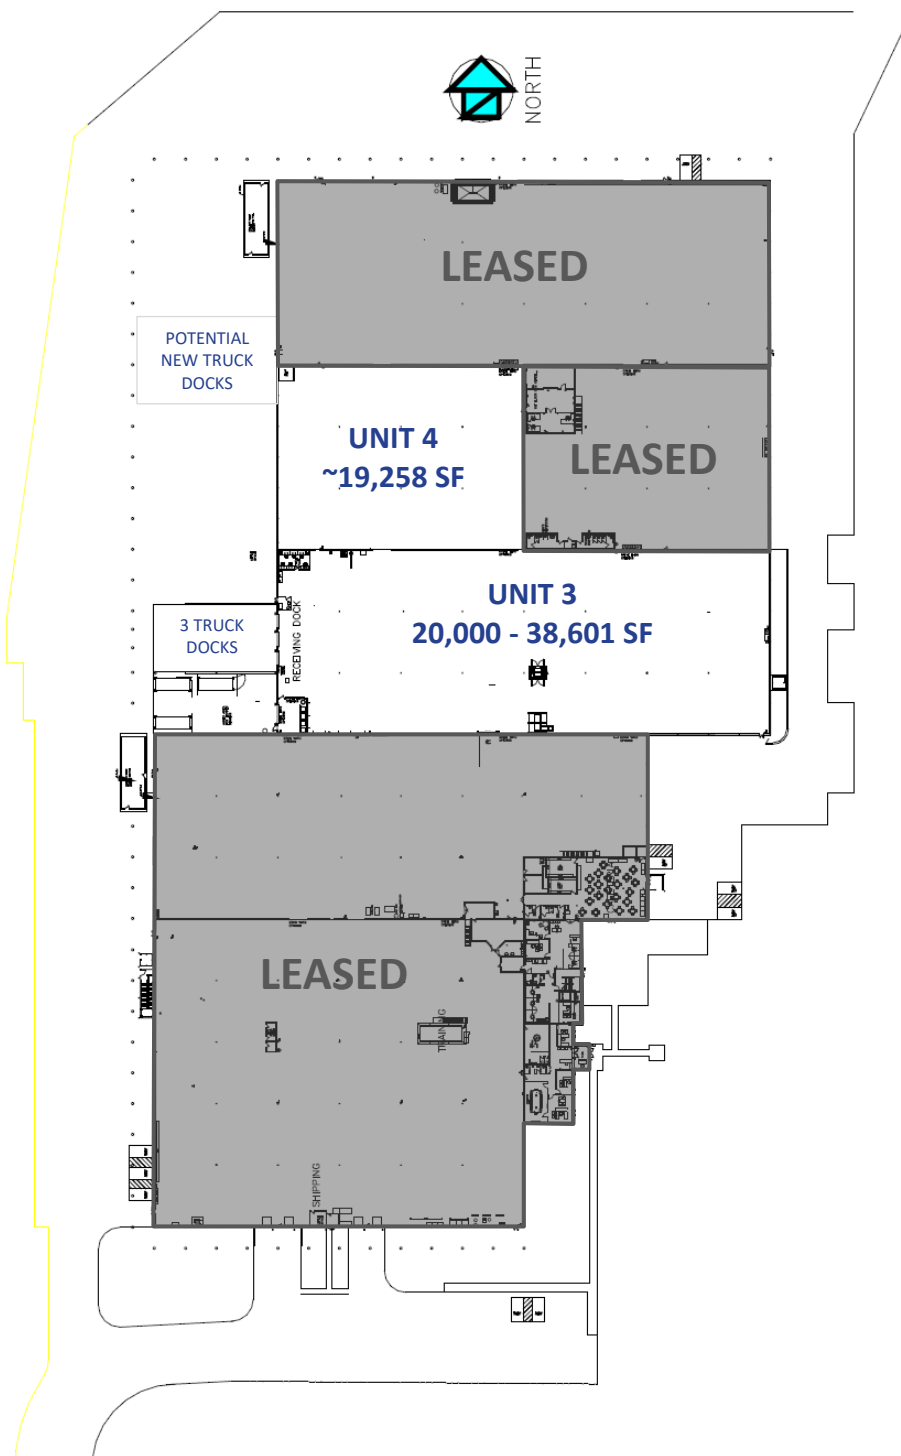 NORTH
LEASED
POTENTIAL
NEW TRUCK
DOCKS
UNIT 4
~19,258 SF
LEASED
UNIT 3
20,000 - 38,601 SF
3 TRUCK
DOCKS
RECEIVING DOCK
LEASED
TRAINING
SHIPPING